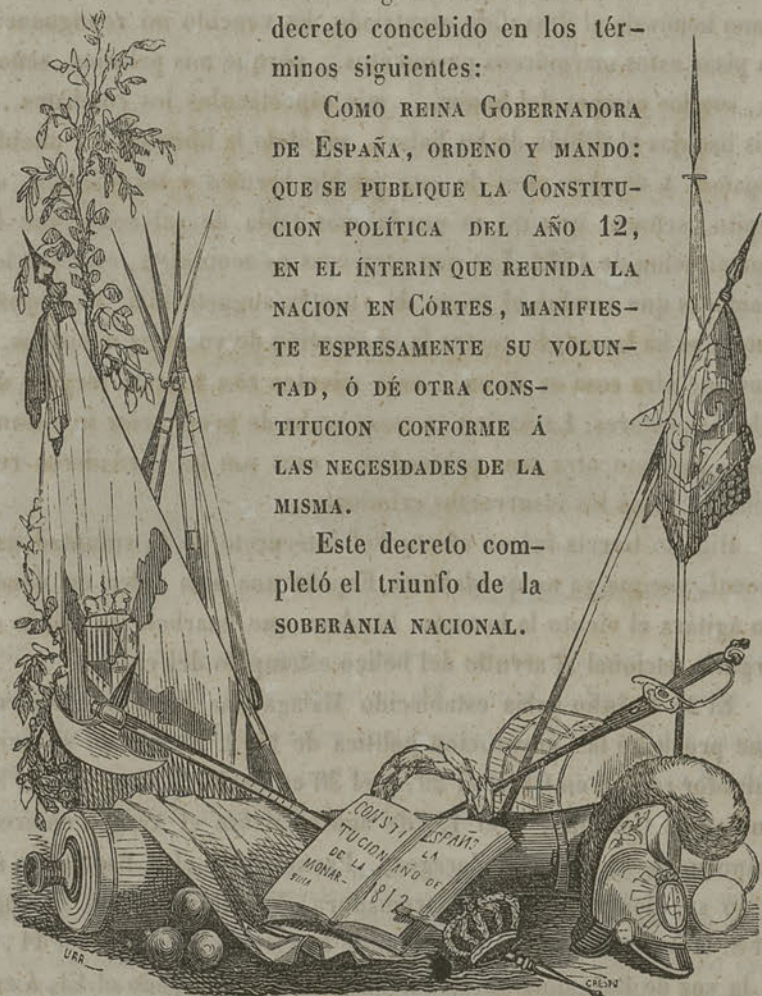 decreto concebido en los tér-
minos siguientes:
COMO REINA GOBERNADORA
DE ESPAÑA, ORDENO Y MANDO:
QUE SE PUBLIQUE LA CONSTITU-
CION POLÍTICA DEL AÑO 12,
EN EL ÍNTERIN QUE REUNIDA LA
NACION EN CÓRTES, MANIFIES-
TE ESPRESAMENTE SU VOLUN-
TAD, Ó DÉ OTRA CONS-
TITUCION CONFORME Á
LAS NECESIDADES DE LA
MISMA.
Este decreto com-
pletó el triunfo de la
SOBERANIA NACIONAL.
CONSTI
TUCION
DE LA
MONAR-
QUIA
ESPAÑ
LA
AÑO DE
1812
URR
CRESPO